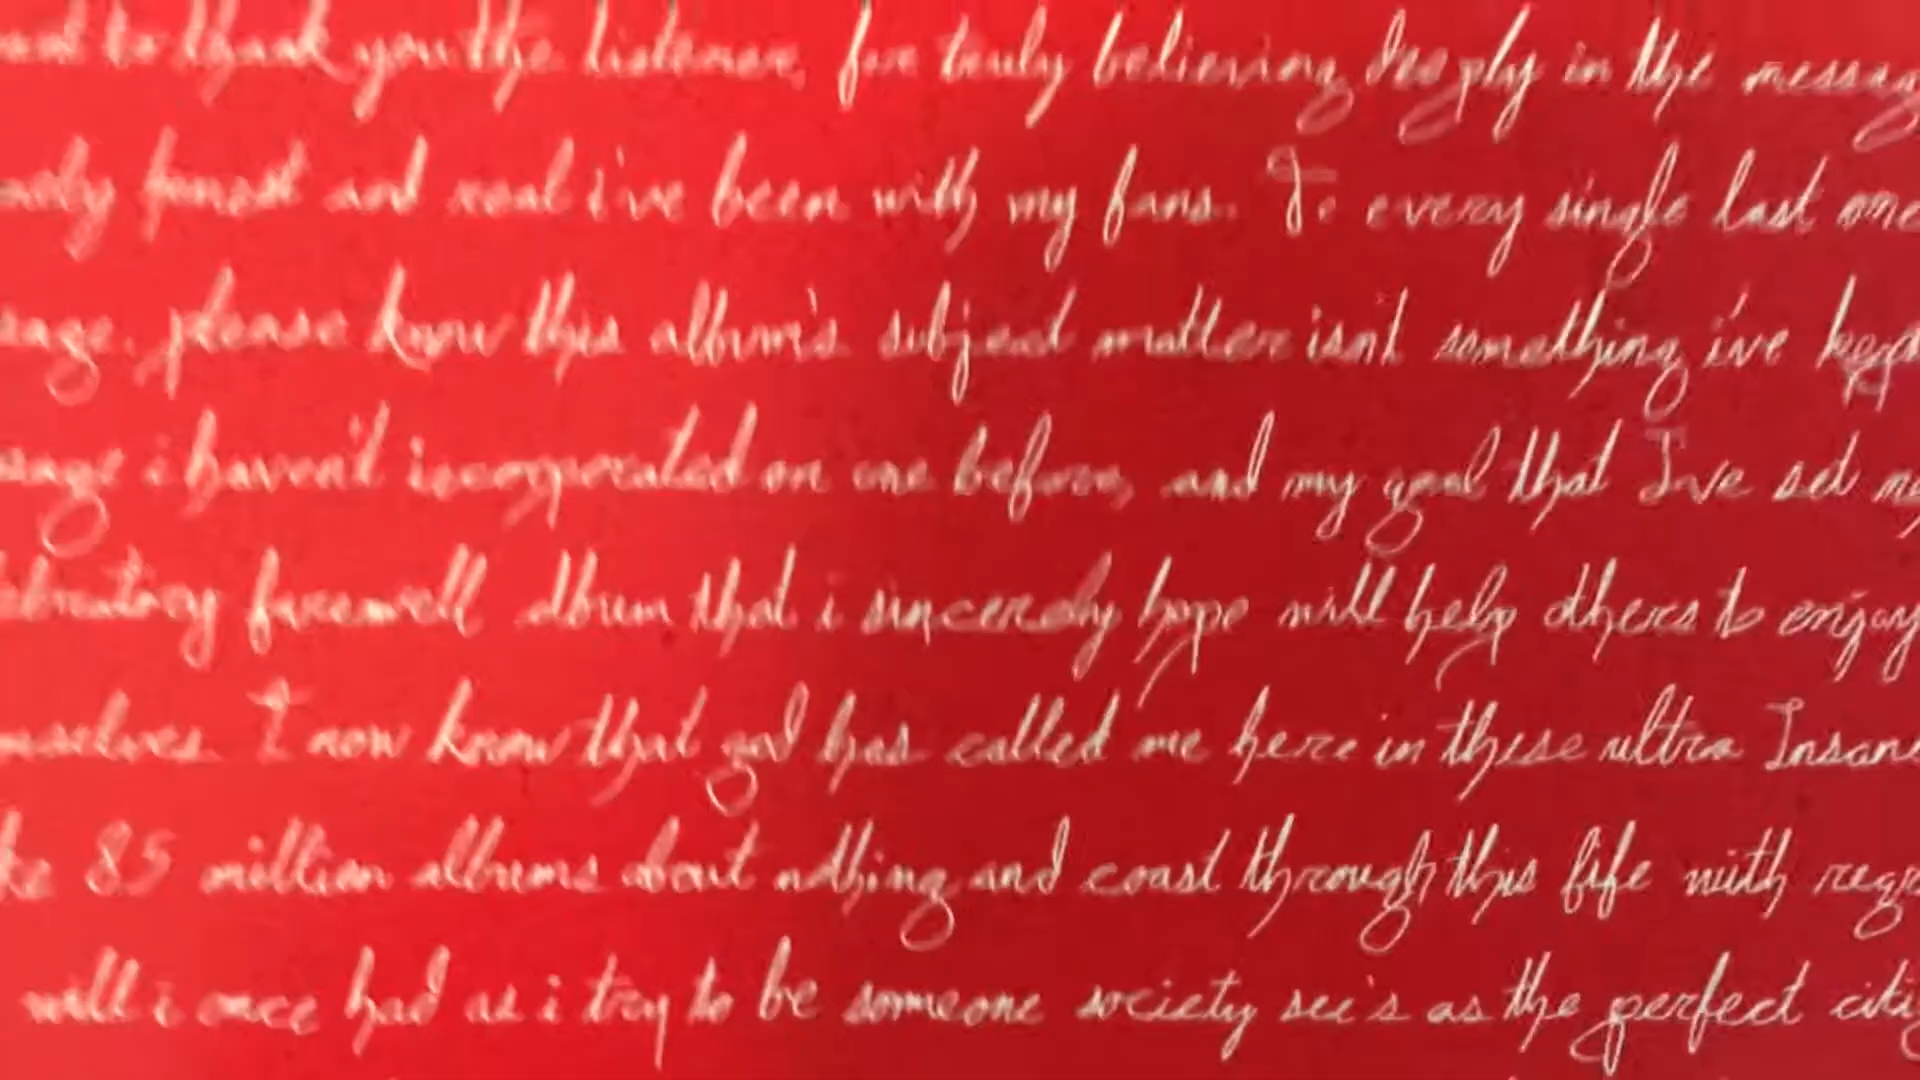 to thank you the listener, for truly believing deeply in the
honest and real i've been with my fans. To every single last one
please know this album's subject matter isn't something i've kept
i haven't incorporated on one before, and my goal that I've set
farewell album that i sincerely hope will help others to enjoy
I now know that god has called me here in these ultra Insane
85 million albums about nothing and coast through this life with
will i once had as i try to be someone society see's as the perfect